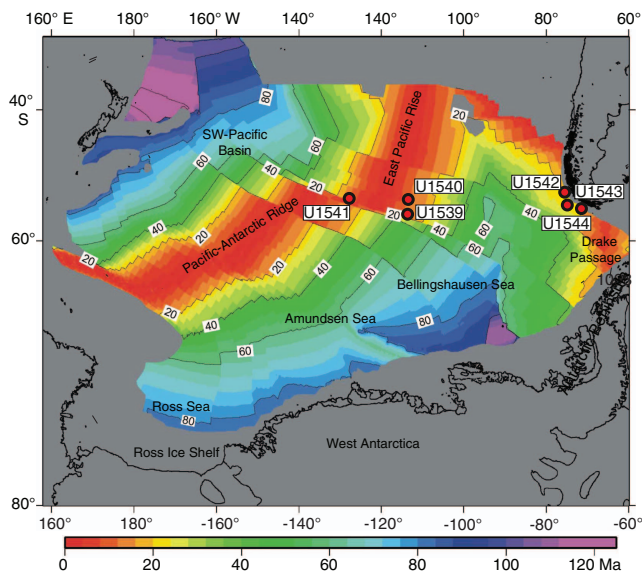 160° E 180° -160° W -140° -120° -100° -80° 60°
40°
S
60°
80°
80
SW-Pacific
Basin
60
60
40
20
20
East Pacific Rise
20
U1542
U1543
U1544
40
U1540
U1539
U1541
20
40
60
Pacific-Antarctic Ridge
60
40
20
40
20
20
40
60
20
40
60
80
Drake
Passage
Bellingshausen Sea
Amundsen Sea
Ross Sea
80
Ross Ice Shelf
West Antarctica
160° -180° -160° -140° -120° -100° -80° -60°
0 20 40 60 80 100 120 Ma